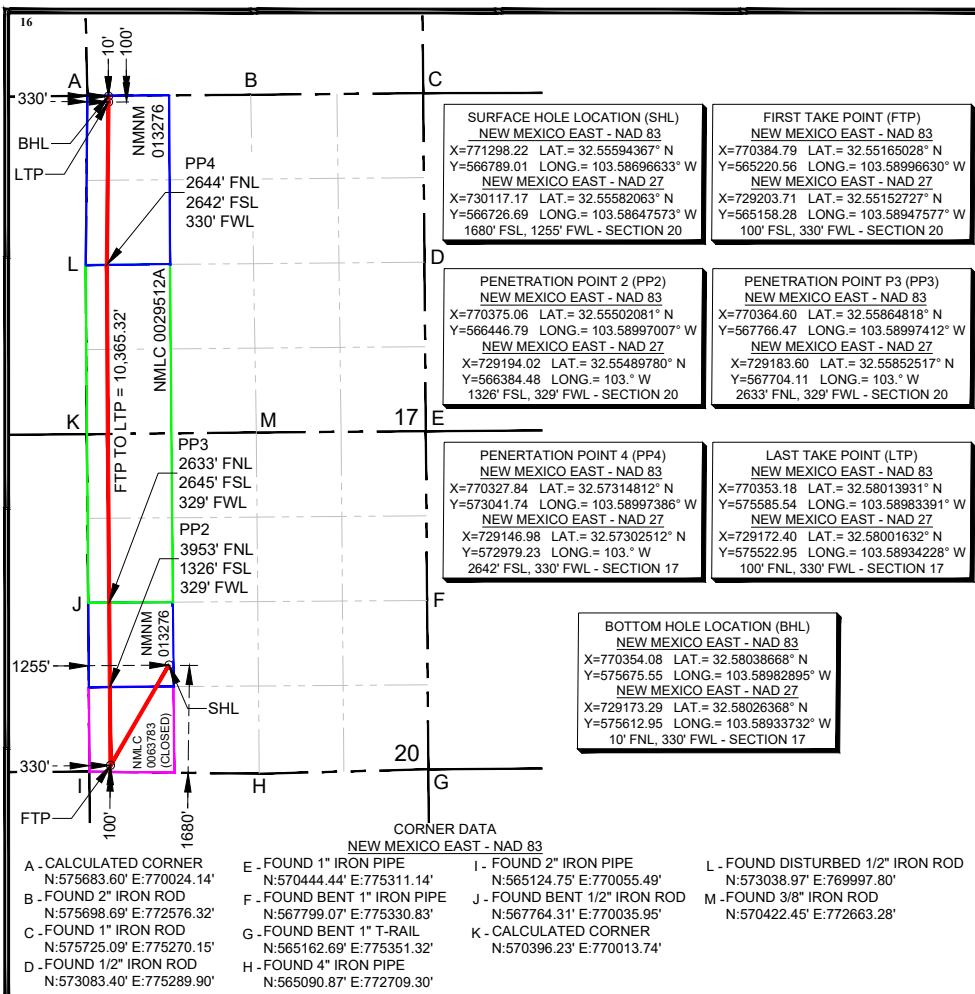 16
10'
100'
A
B
C
330'
BHL
LTP
NMNM
013276
PP4
2644' FNL
2642' FSL
330' FWL
L
D
FTP TO LTP = 10,365.32'
NMLC 0029512A
K
M
17
E
PP3
2633' FNL
2645' FSL
329' FWL
PP2
3953' FNL
1326' FSL
329' FWL
J
F
NMNM
013276
1255'
SHL
NMLC
0063783
(CLOSED)
330'
20
I
H
G
FTP
100'
1680'
SURFACE HOLE LOCATION (SHL)
NEW MEXICO EAST - NAD 83
X=771298.22 LAT.= 32.55594367° N
Y=566789.01 LONG.= 103.58696633° W
NEW MEXICO EAST - NAD 27
X=730117.17 LAT.= 32.55582063° N
Y=566726.69 LONG.= 103.58647573° W
1680' FSL, 1255' FWL - SECTION 20
FIRST TAKE POINT (FTP)
NEW MEXICO EAST - NAD 83
X=770384.79 LAT.= 32.55165028° N
Y=565220.56 LONG.= 103.58996630° W
NEW MEXICO EAST - NAD 27
X=729203.71 LAT.= 32.55152727° N
Y=565158.28 LONG.= 103.58947577° W
100' FSL, 330' FWL - SECTION 20
PENETRATION POINT 2 (PP2)
NEW MEXICO EAST - NAD 83
X=770375.06 LAT.= 32.55502081° N
Y=566446.79 LONG.= 103.58997007° W
NEW MEXICO EAST - NAD 27
X=729194.02 LAT.= 32.55489780° N
Y=566384.48 LONG.= 103.° W
1326' FSL, 329' FWL - SECTION 20
PENETRATION POINT P3 (PP3)
NEW MEXICO EAST - NAD 83
X=770364.60 LAT.= 32.55864818° N
Y=567766.47 LONG.= 103.58997412° W
NEW MEXICO EAST - NAD 27
X=729183.60 LAT.= 32.55852517° N
Y=567704.11 LONG.= 103.° W
2633' FNL, 329' FWL - SECTION 20
PENERTATION POINT 4 (PP4)
NEW MEXICO EAST - NAD 83
X=770327.84 LAT.= 32.57314812° N
Y=573041.74 LONG.= 103.58997386° W
NEW MEXICO EAST - NAD 27
X=729146.98 LAT.= 32.57302512° N
Y=572979.23 LONG.= 103.° W
2642' FSL, 330' FWL - SECTION 17
LAST TAKE POINT (LTP)
NEW MEXICO EAST - NAD 83
X=770353.18 LAT.= 32.58013931° N
Y=575585.54 LONG.= 103.58983391° W
NEW MEXICO EAST - NAD 27
X=729172.40 LAT.= 32.58001632° N
Y=575522.95 LONG.= 103.58934228° W
100' FNL, 330' FWL - SECTION 17
BOTTOM HOLE LOCATION (BHL)
NEW MEXICO EAST - NAD 83
X=770354.08 LAT.= 32.58038668° N
Y=575675.55 LONG.= 103.58982895° W
NEW MEXICO EAST - NAD 27
X=729173.29 LAT.= 32.58026368° N
Y=575612.95 LONG.= 103.58933732° W
10' FNL, 330' FWL - SECTION 17
CORNER DATA
NEW MEXICO EAST - NAD 83
A - CALCULATED CORNER
N:575683.60' E:770024.14'
B - FOUND 2" IRON ROD
N:575698.69' E:772576.32'
C - FOUND 1" IRON ROD
N:575725.09' E:775270.15'
D - FOUND 1/2" IRON ROD
N:573083.40' E:775289.90'
E - FOUND 1" IRON PIPE
N:570444.44' E:775311.14'
F - FOUND BENT 1" IRON PIPE
N:567799.07' E:775330.83'
G - FOUND BENT 1" T-RAIL
N:565162.69' E:775351.32'
H - FOUND 4" IRON PIPE
N:565090.87' E:772709.30'
I - FOUND 2" IRON PIPE
N:565124.75' E:770055.49'
J - FOUND BENT 1/2" IRON ROD
N:567764.31' E:770035.95'
K - CALCULATED CORNER
N:570396.23' E:770013.74'
L - FOUND DISTURBED 1/2" IRON ROD
N:573038.97' E:769997.80'
M - FOUND 3/8" IRON ROD
N:570422.45' E:772663.28'